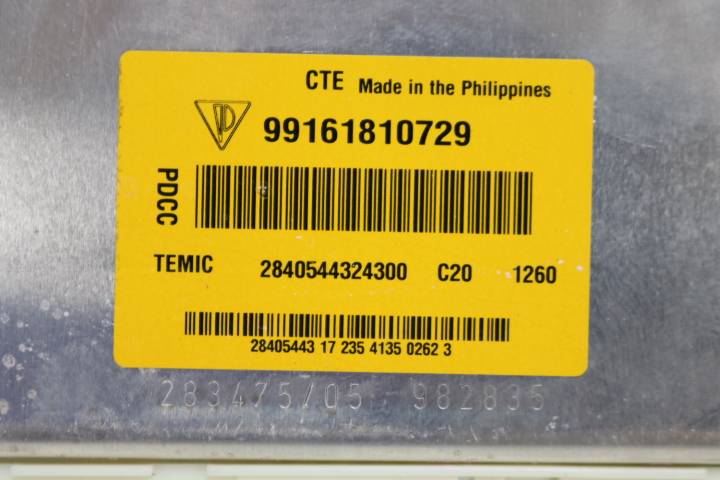 CTE Made in the Philippines
99161810729
PDCC
TEMIC 2840544324300 C20 1260
28405443 17 235 4135 0262 3
283475/05 982835